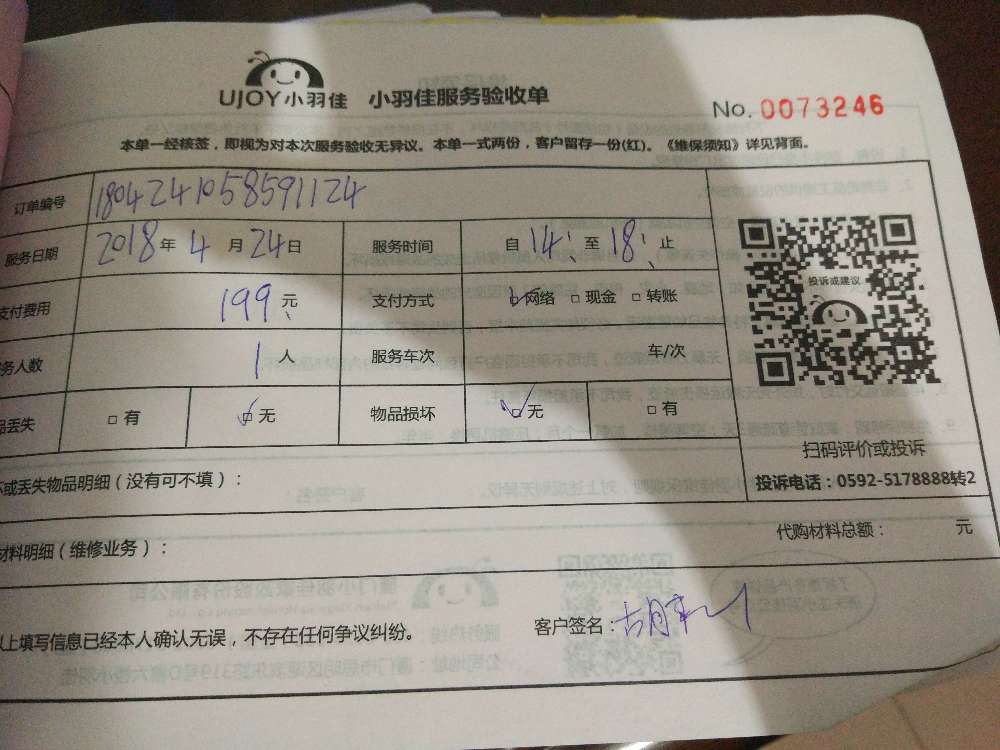 UJOY小羽佳 小羽佳服务验收单
No. 0073246
本单一经核签，即视为对本次服务验收无异议。本单一式两份，客户留存一份(红)。《维保须知》详见背面。
订单编号 1804241058591124
服务日期 2018年 4月 24日 服务时间 自 14: 至 18: 止
支付费用 199元 支付方式 □网络 □现金 □转账
务人数 1人 服务车次 车/次
品丢失 □有 □无 物品损坏 □无 □有
投诉或建议
扫码评价或投诉
投诉电话：0592-5178888转2
坏或丢失物品明细（没有可不填）：
代购材料总额： 元
材料明细（维修业务）：
以上填写信息已经本人确认无误，不存在任何争议纠纷。
客户签名：